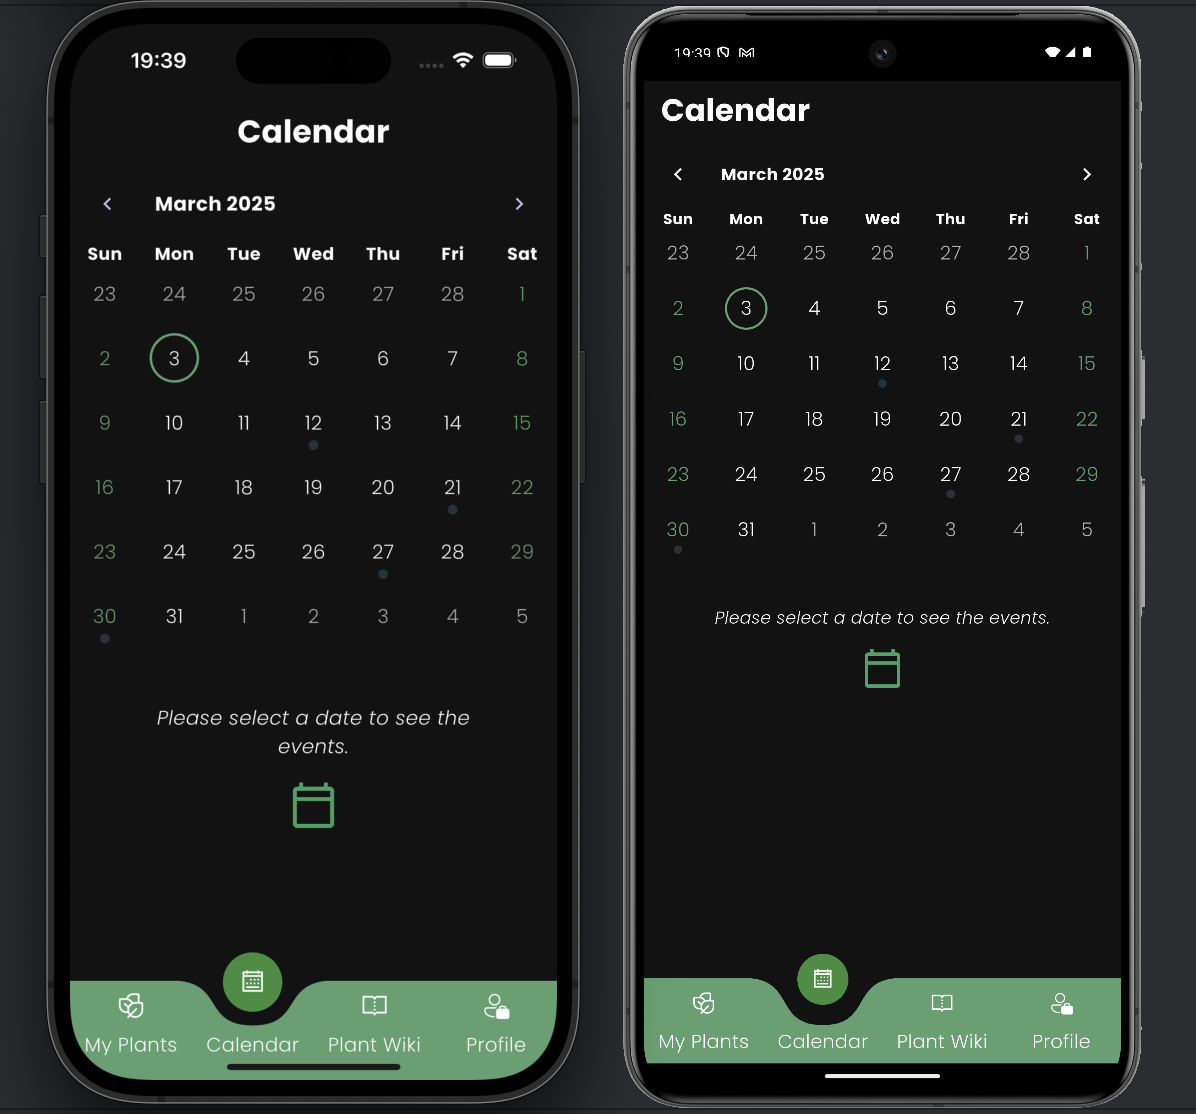 19:39
Calendar
March 2025
Sun Mon Tue Wed Thu Fri Sat
23 24 25 26 27 28 1
2 3 4 5 6 7 8
9 10 11 12 13 14 15
16 17 18 19 20 21 22
23 24 25 26 27 28 29
30 31 1 2 3 4 5
Please select a date to see the
events.
My Plants Calendar Plant Wiki Profile
19:39
Calendar
March 2025
Sun Mon Tue Wed Thu Fri Sat
23 24 25 26 27 28 1
2 3 4 5 6 7 8
9 10 11 12 13 14 15
16 17 18 19 20 21 22
23 24 25 26 27 28 29
30 31 1 2 3 4 5
Please select a date to see the events.
My Plants Calendar Plant Wiki Profile